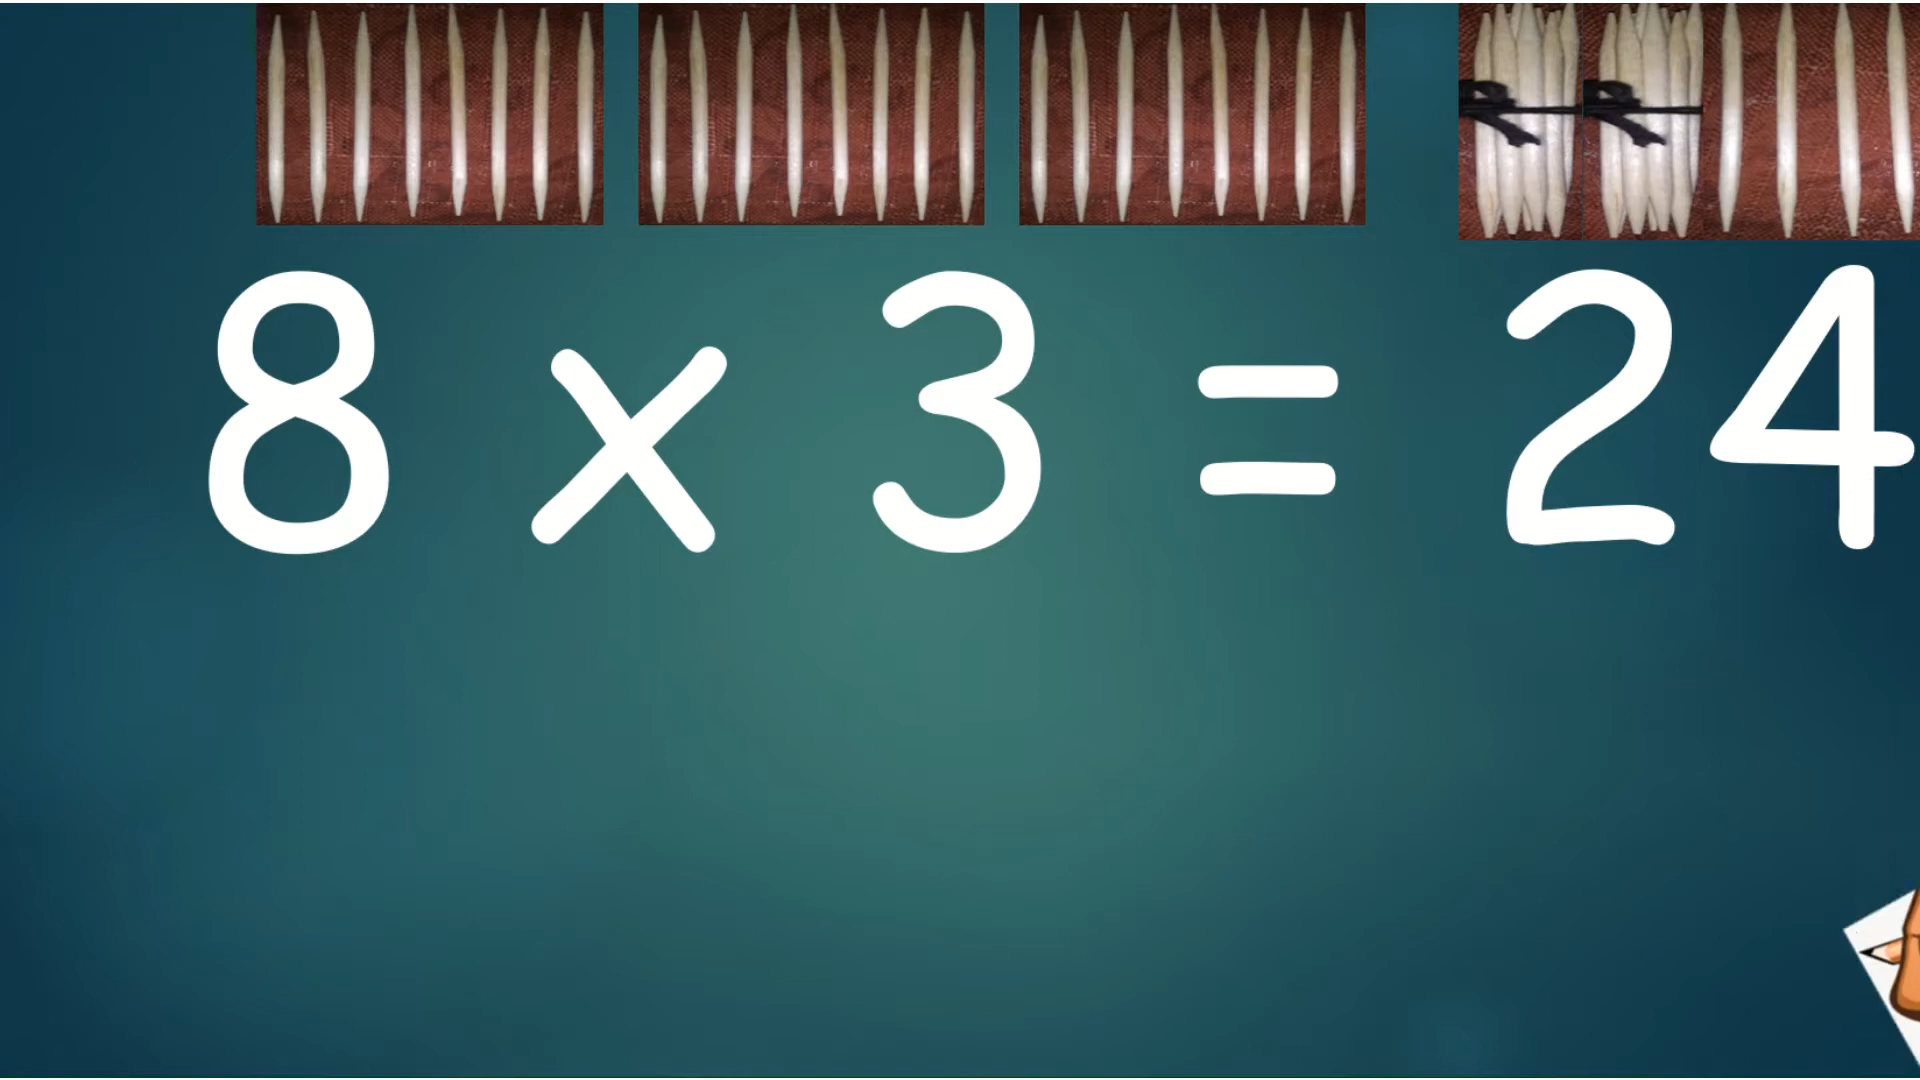 8 × 3 = 24